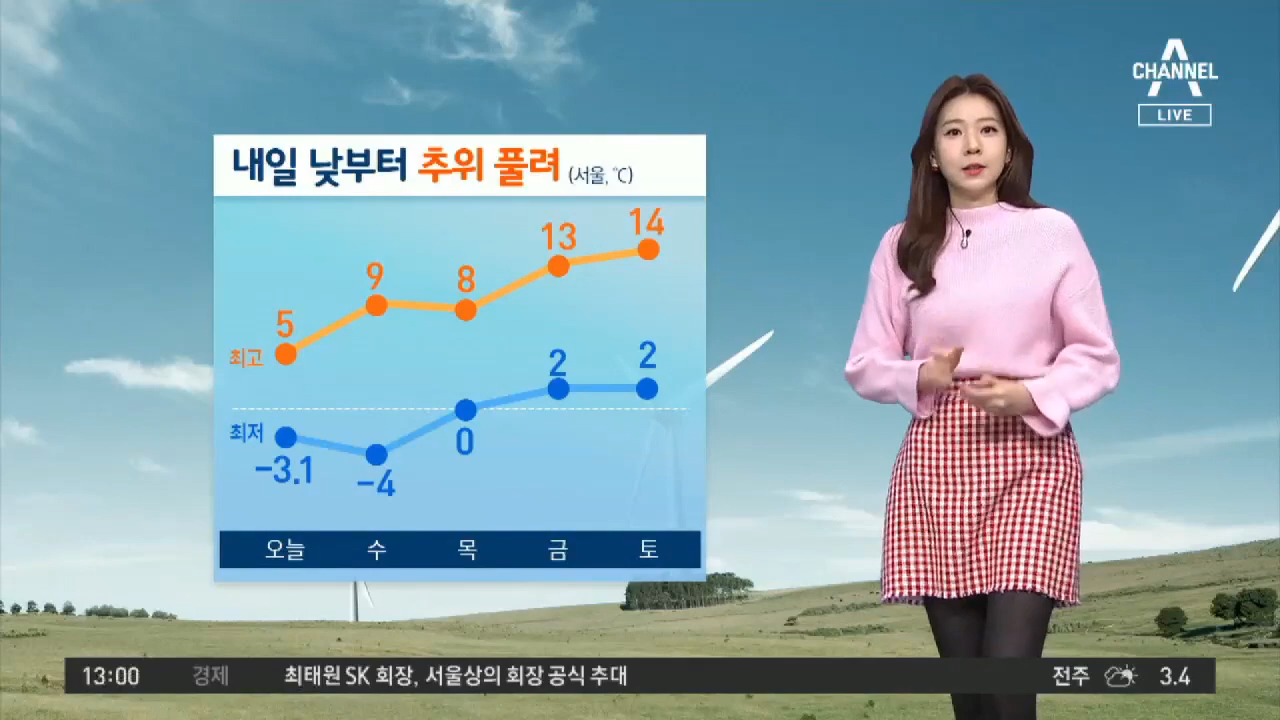 CHANNEL A
LIVE
내일 낮부터 추위 풀려 (서울, ℃)
5 9 8 13 14
최고
최저
-3.1 -4 0 2 2
오늘 수 목 금 토
13:00 경제 최태원 SK 회장, 서울상의 회장 공식 추대 전주 3.4